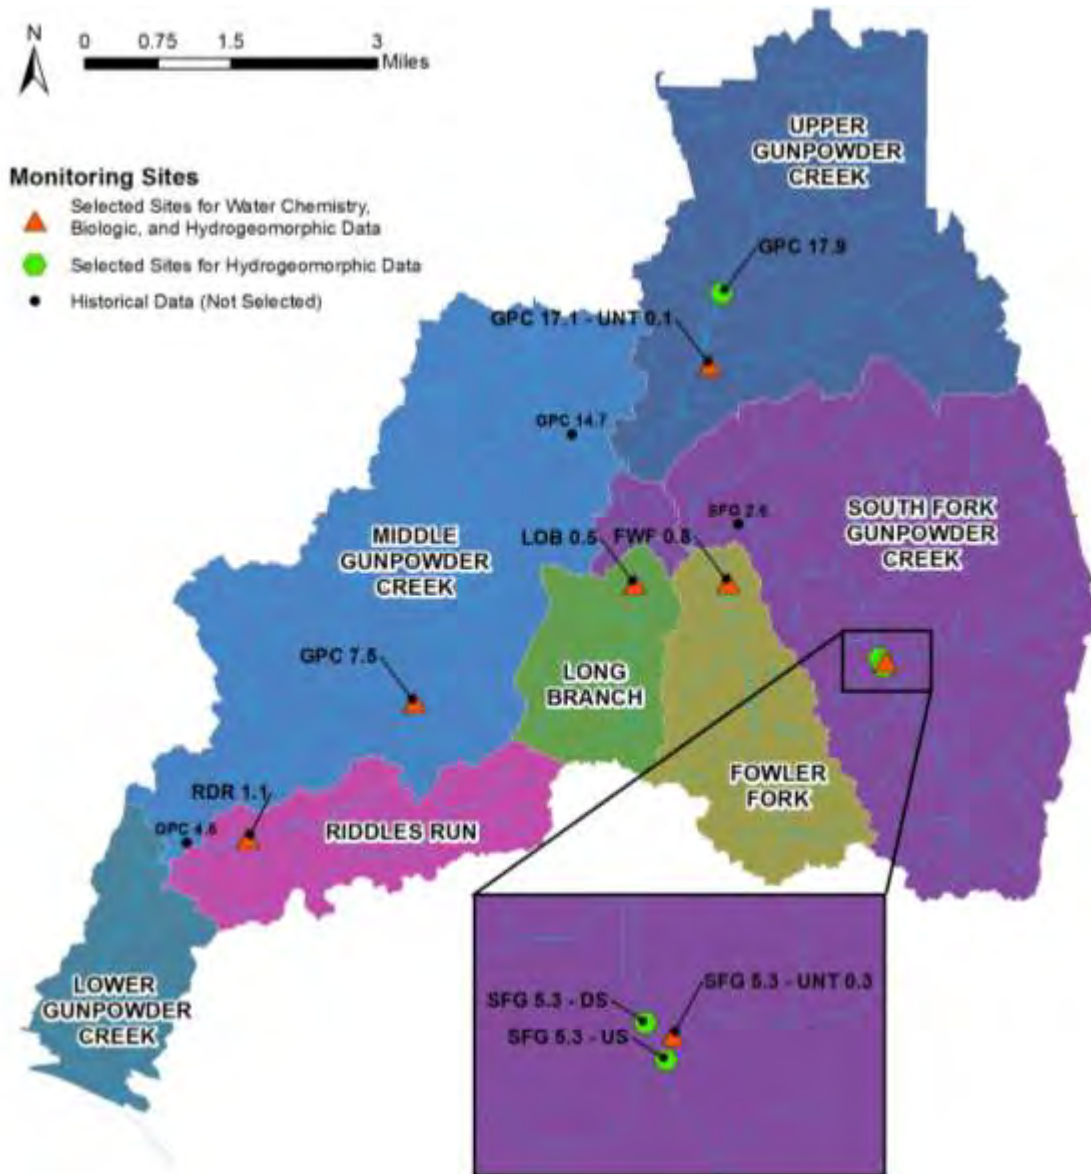 N
0 0.75 1.5 3
Miles
Monitoring Sites
Selected Sites for Water Chemistry,
Biologic, and Hydrogeomorphic Data
Selected Sites for Hydrogeomorphic Data
Historical Data (Not Selected)
UPPER
GUNPOWDER
CREEK
GPC 17.9
GPC 17.1 - UNT 0.1
GPC 14.7
SFG 2.6
SOUTH FORK
GUNPOWDER
CREEK
MIDDLE
GUNPOWDER
CREEK
LOB 0.5
FWF 0.8
GPC 7.5
LONG
BRANCH
FOWLER
FORK
RDR 1.1
GPC 4.6
RIDDLES RUN
LOWER
GUNPOWDER
CREEK
SFG 5.3 - UNT 0.3
SFG 5.3 - DS
SFG 5.3 - US